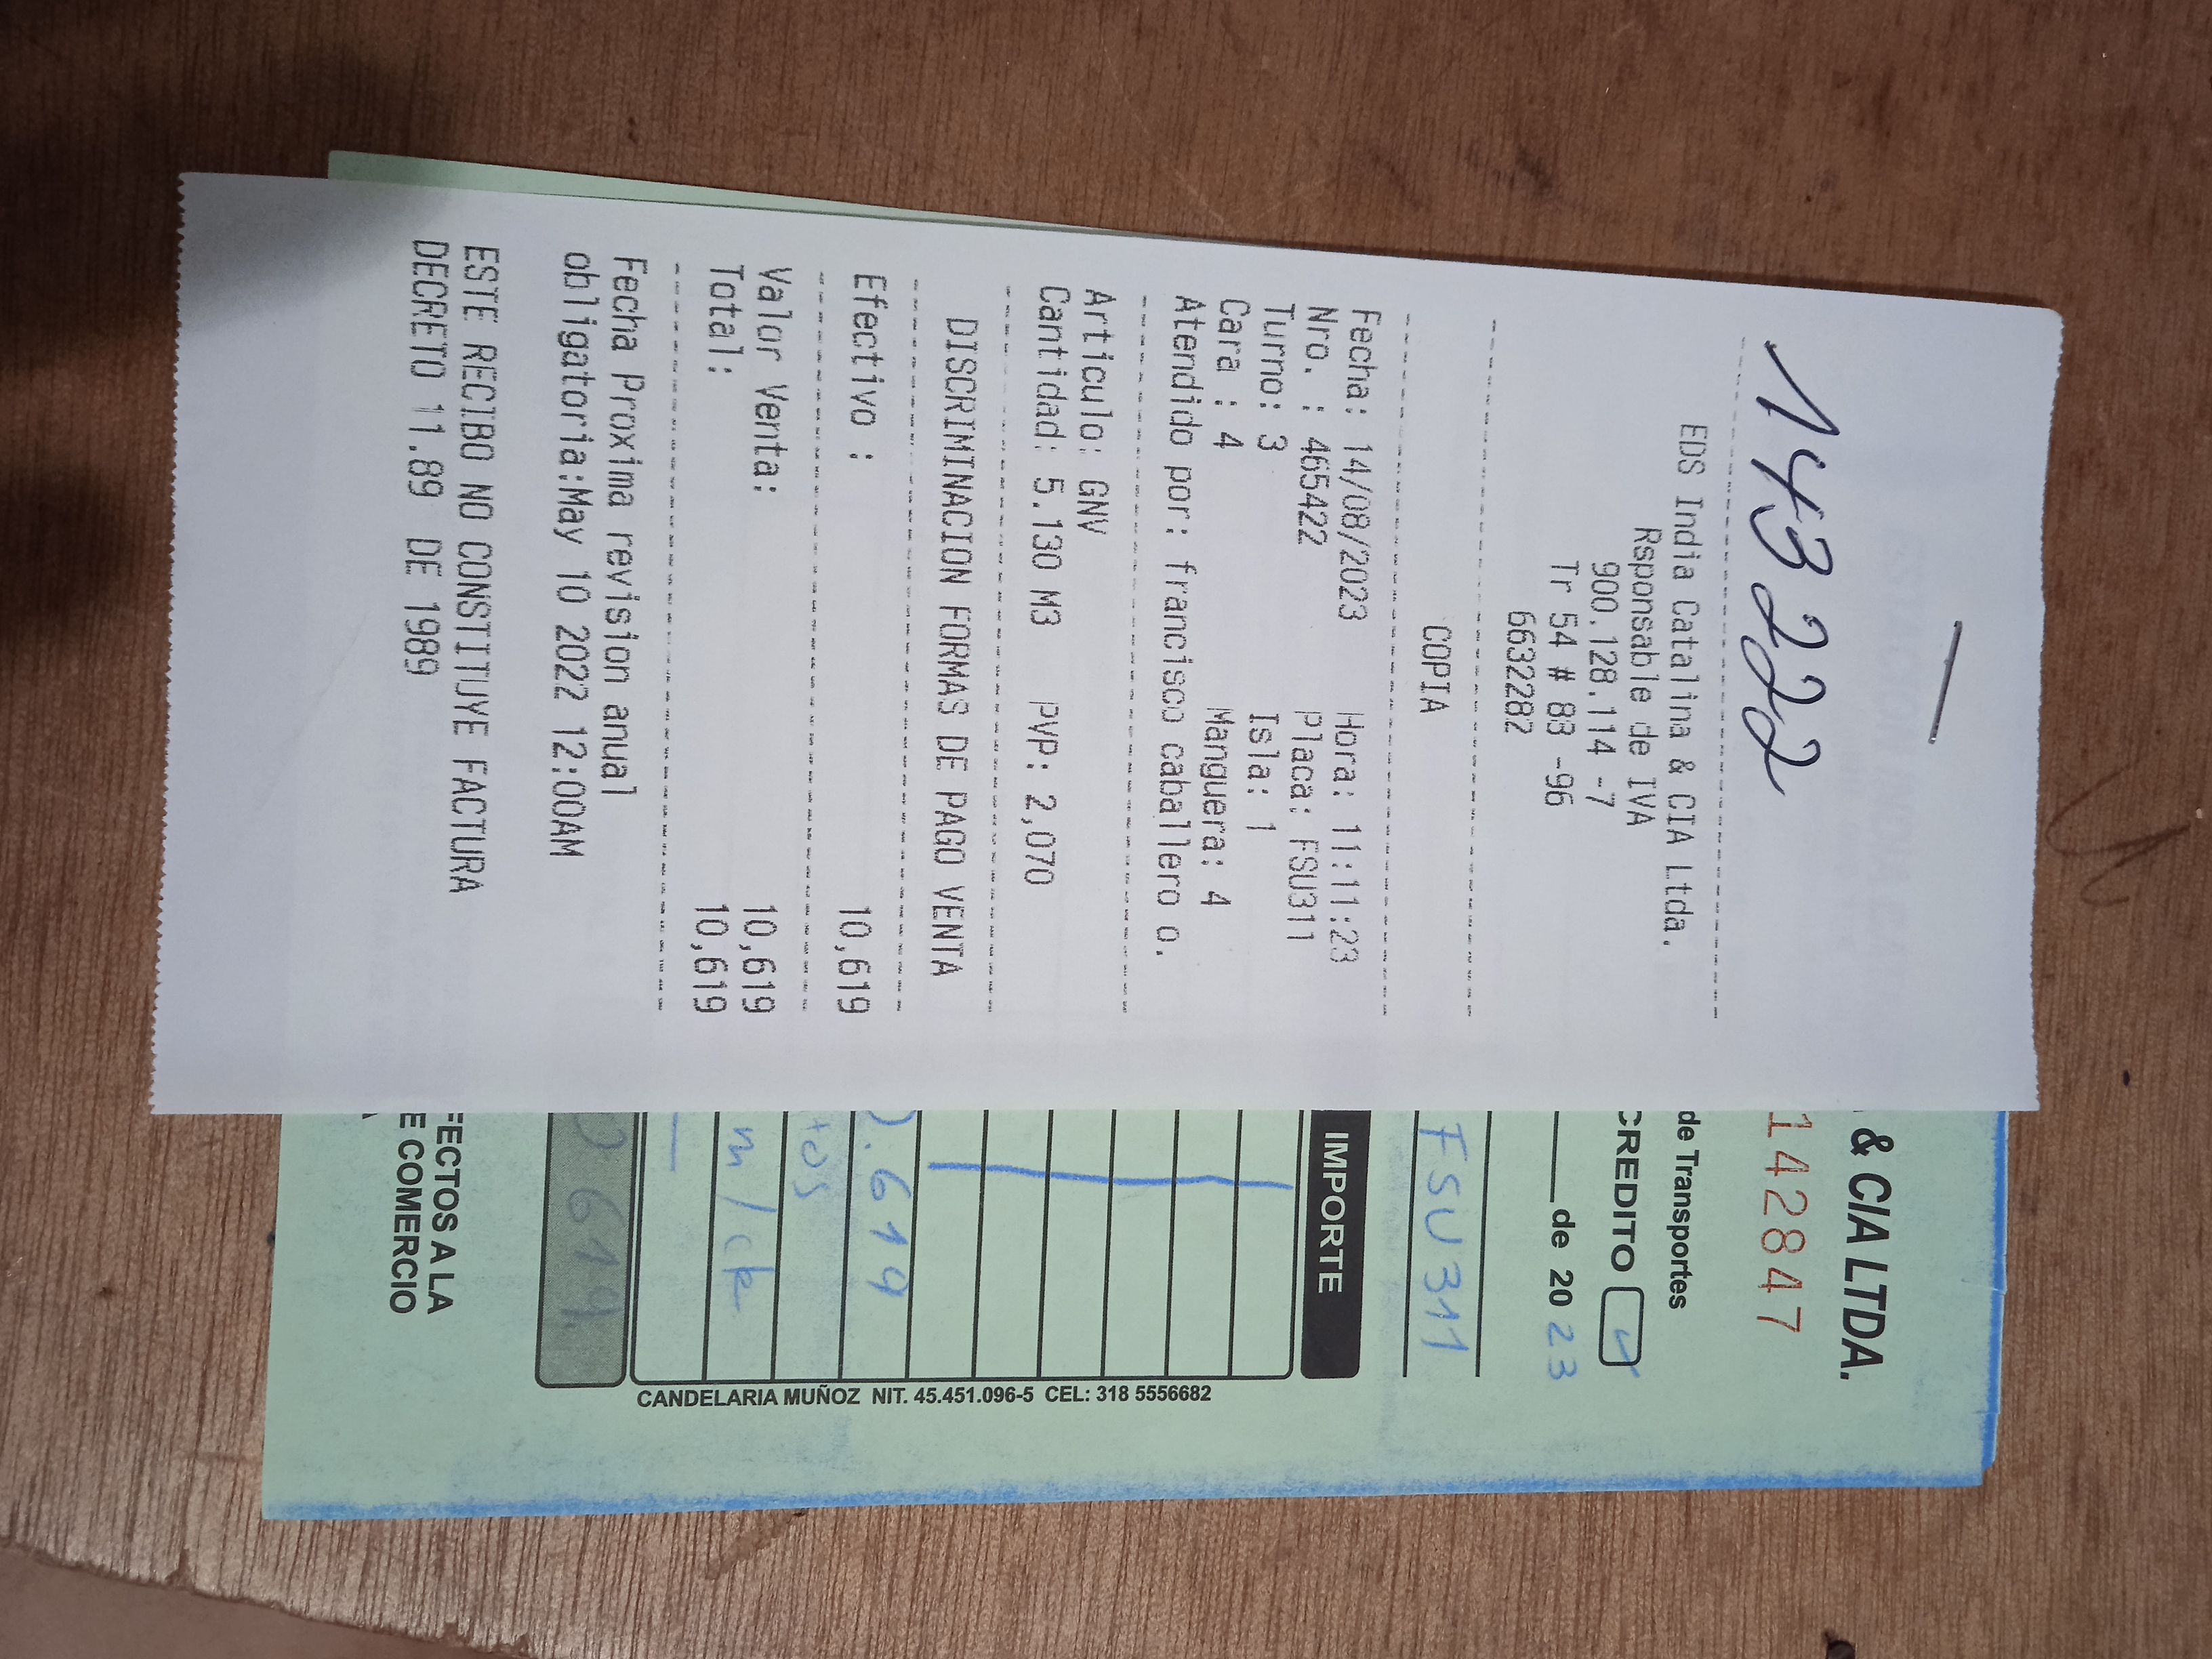 143222
EDS India Catalina & CIA Ltda.
Rsponsable de IVA
900.128.114 -7
Tr 54 # 83 -96
6632282
COPIA
Fecha: 14/08/2023 Hora: 11:11:23
Nro. : 465422 Placa: FSU311
Turno: 3 Isla: 1
Cara : 4 Manguera: 4
Atendido por: francisco caballero o.
Articulo: GNV
Cantidad: 5.130 M3 PVP: 2,070
DISCRIMINACION FORMAS DE PAGO VENTA
Efectivo : 10,619
Valor Venta: 10,619
Total: 10,619
Fecha Proxima revision anual
obligatoria:May 10 2022 12:00AM
ESTE RECIBO NO CONSTITUYE FACTURA
DECRETO 11.89 DE 1989
& CIA LTDA.
142847
de Transportes
CREDITO
de 20 23
FSU311
IMPORTE
.619
tos
m/ck
619
FECTOS A LA
E COMERCIO
CANDELARIA MUÑOZ NIT. 45.451.096-5 CEL: 318 5556682